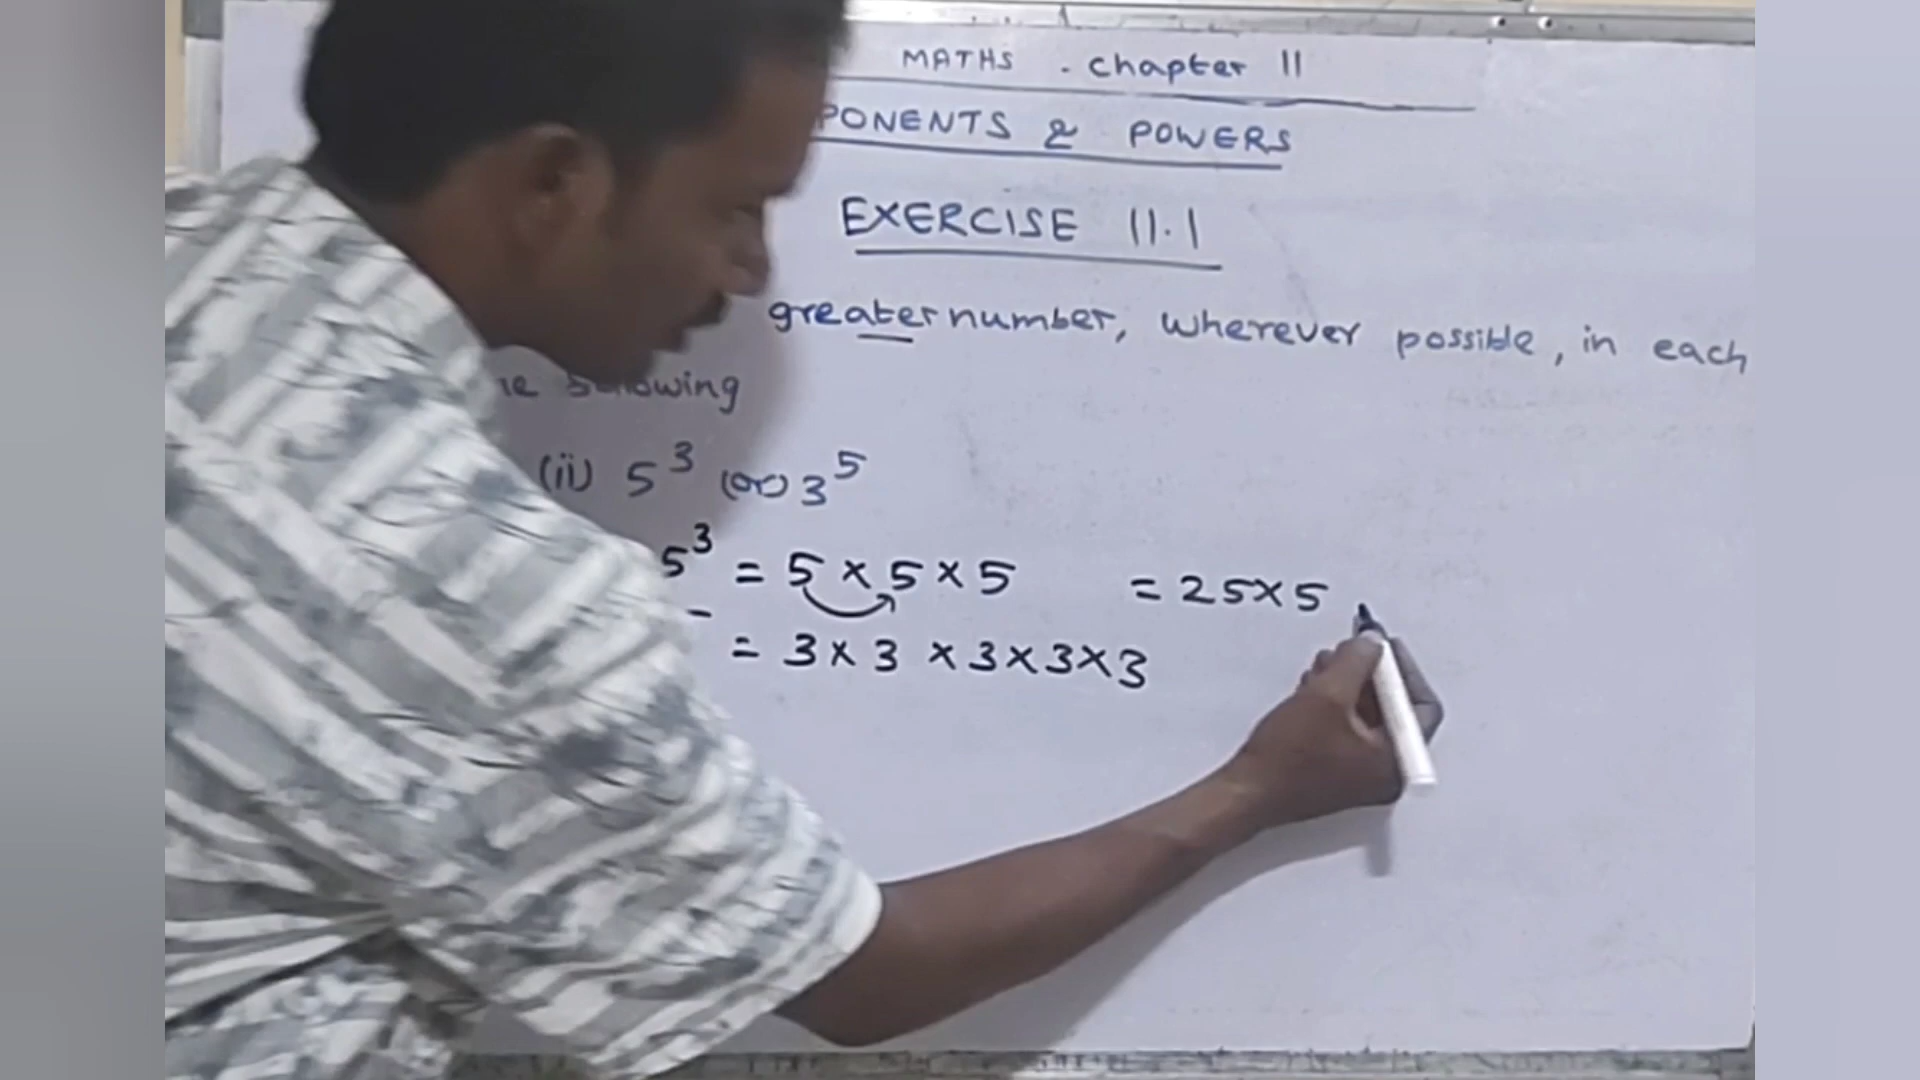 MATHS . Chapter 11
PONENTS & POWERS
EXERCISE 11.1
greater number, wherever possible, in each
following
(ii) 5³ (or) 3⁵
5³ = 5 × 5 × 5 = 25 × 5
= 3 × 3 × 3 × 3 × 3